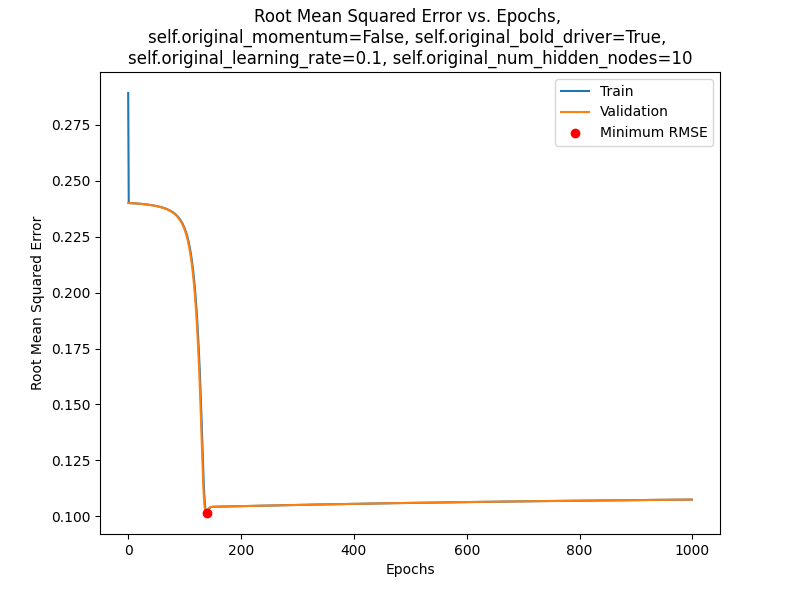 Root Mean Squared Error vs. Epochs,
self.original_momentum=False, self.original_bold_driver=True,
self.original_learning_rate=0.1, self.original_num_hidden_nodes=10
Train
Validation
Minimum RMSE
Root Mean Squared Error
0.275
0.250
0.225
0.200
0.175
0.150
0.125
0.100
0 200 400 600 800 1000
Epochs